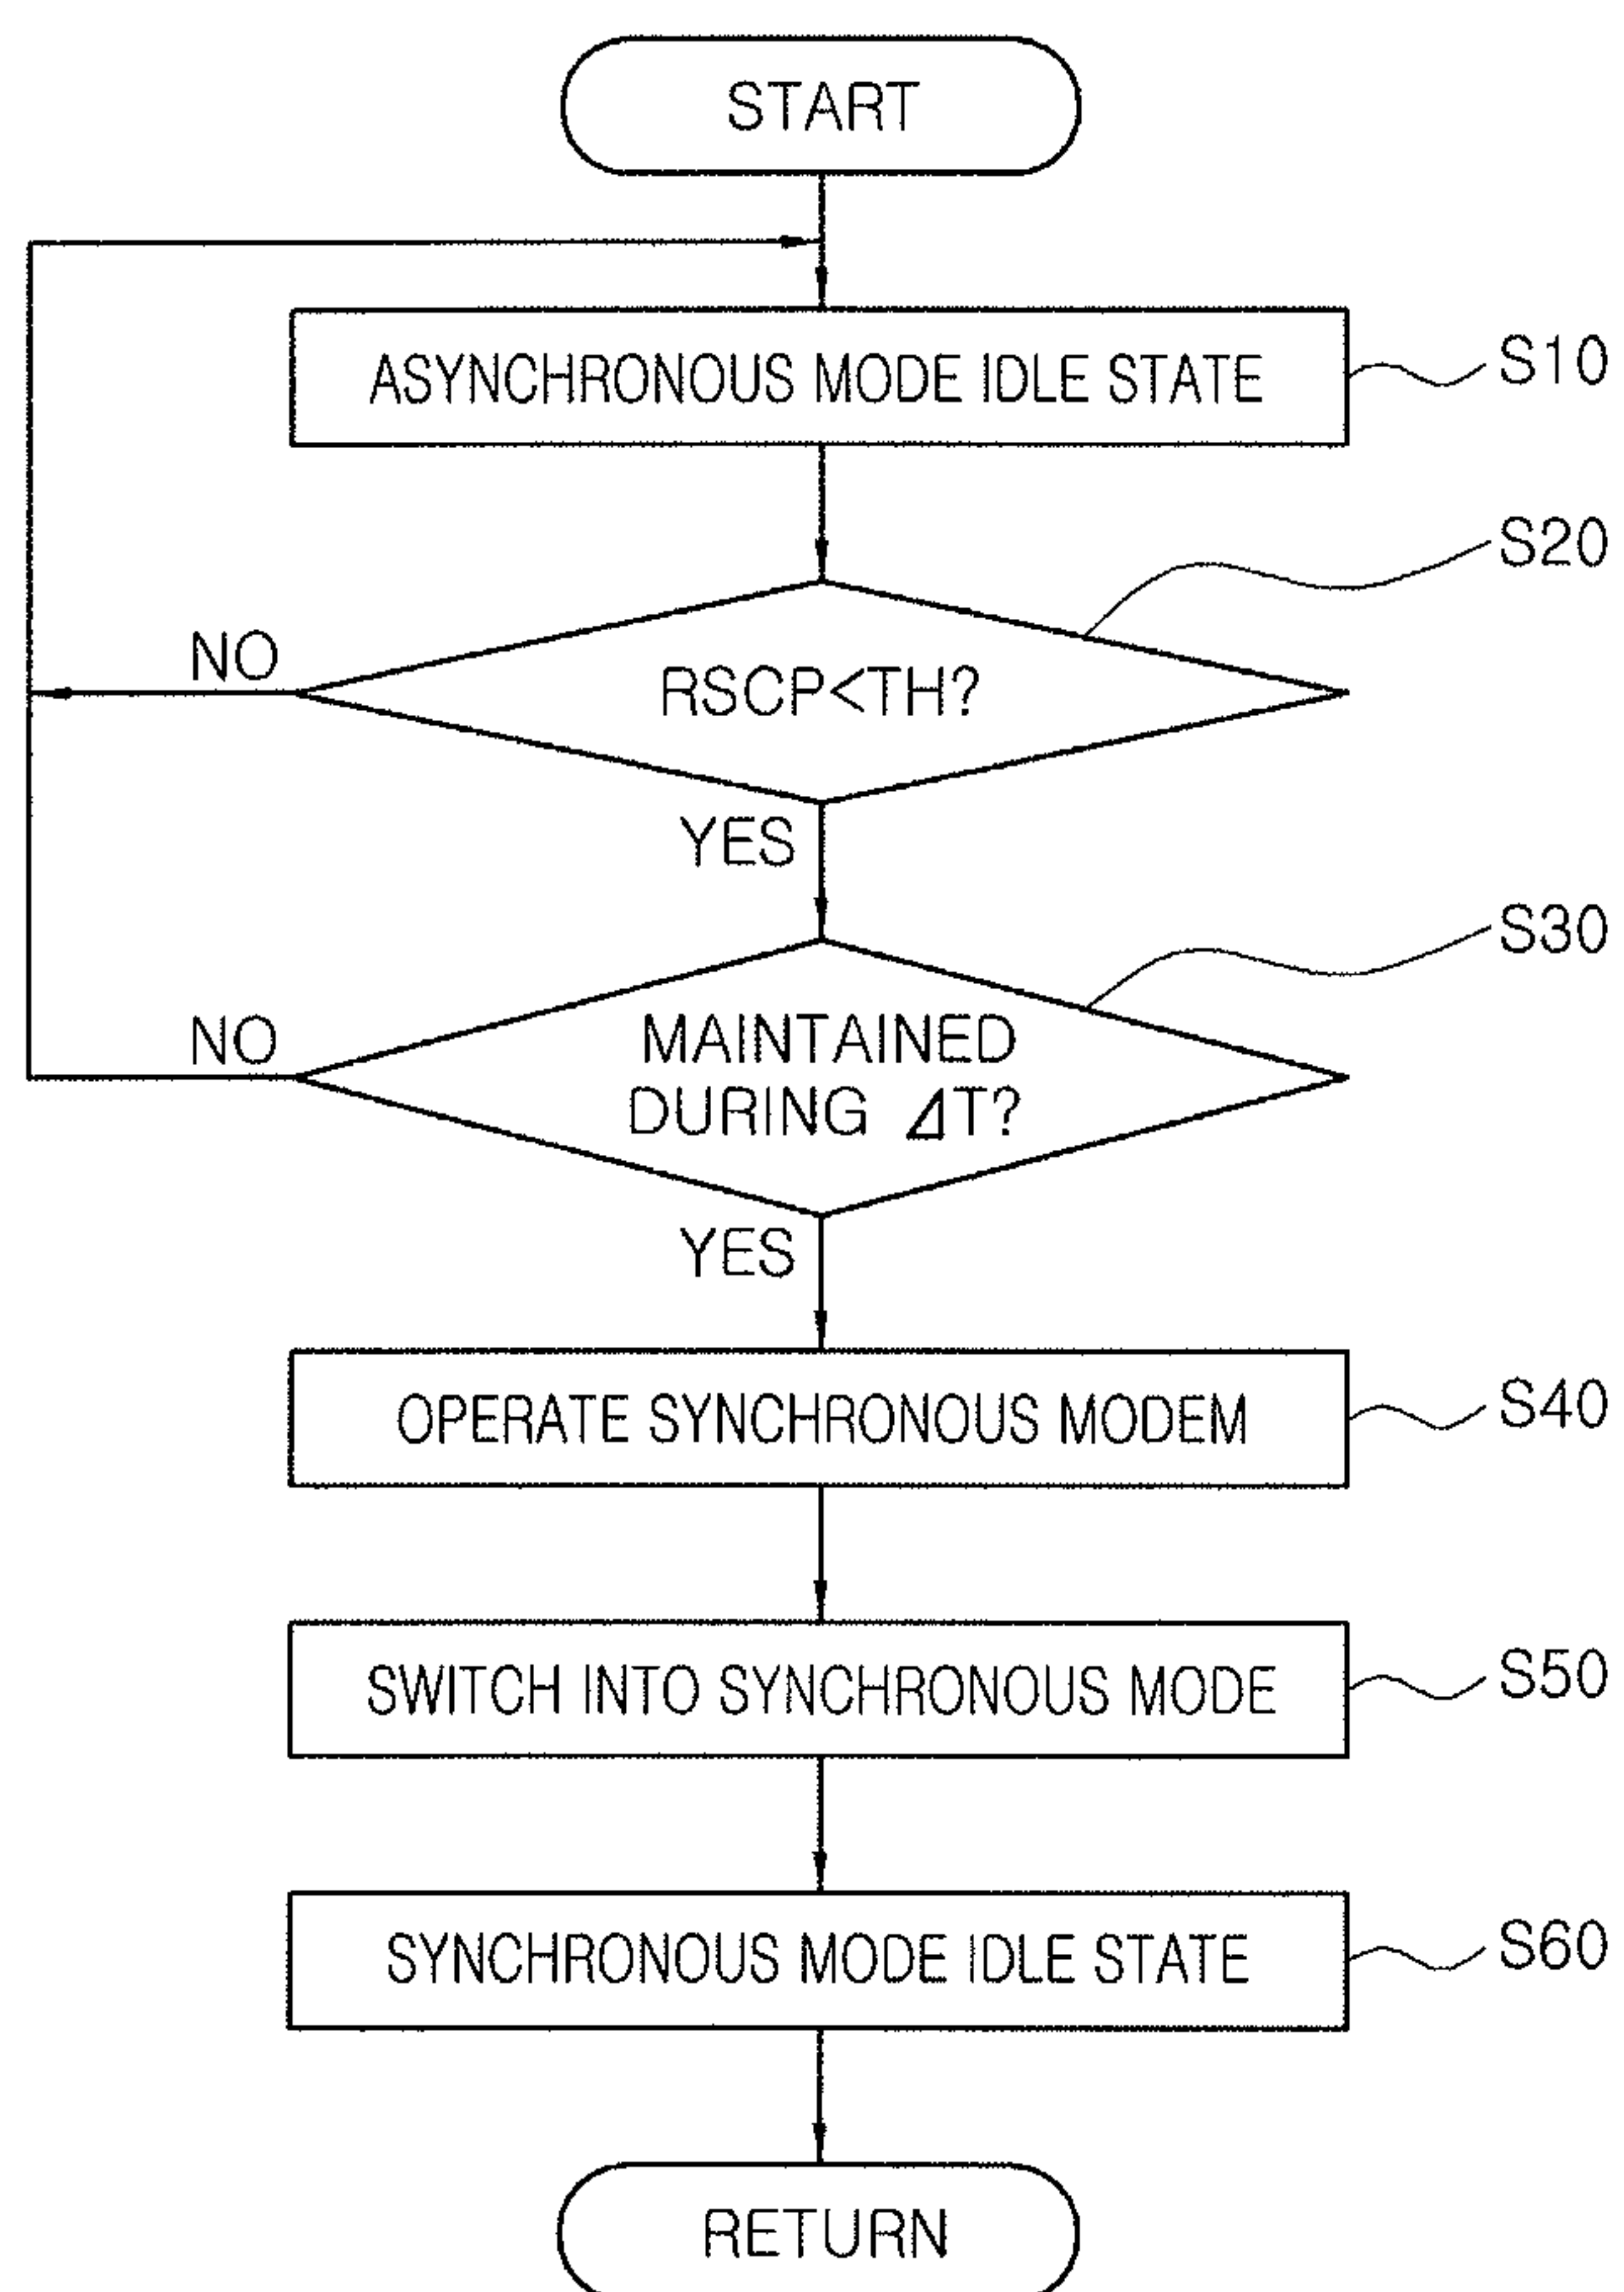 START
ASYNCHRONOUS MODE IDLE STATE
S10
S20
NO
RSCP<TH?
YES
S30
NO
MAINTAINED
DURING ⊿T?
YES
OPERATE SYNCHRONOUS MODEM
S40
SWITCH INTO SYNCHRONOUS MODE
S50
SYNCHRONOUS MODE IDLE STATE
S60
RETURN